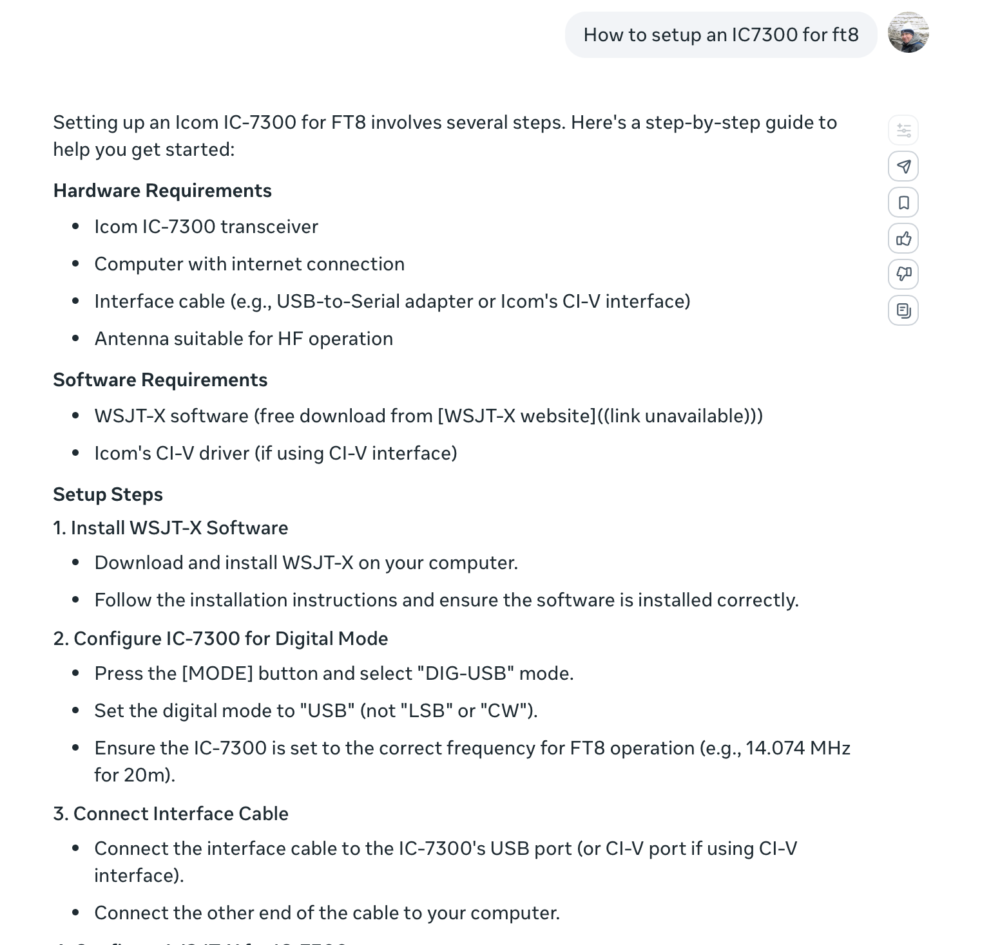 How to setup an IC7300 for ft8
Setting up an Icom IC-7300 for FT8 involves several steps. Here's a step-by-step guide to
help you get started:
Hardware Requirements
• Icom IC-7300 transceiver
• Computer with internet connection
• Interface cable (e.g., USB-to-Serial adapter or Icom's CI-V interface)
• Antenna suitable for HF operation
Software Requirements
• WSJT-X software (free download from [WSJT-X website]((link unavailable)))
• Icom's CI-V driver (if using CI-V interface)
Setup Steps
1. Install WSJT-X Software
• Download and install WSJT-X on your computer.
• Follow the installation instructions and ensure the software is installed correctly.
2. Configure IC-7300 for Digital Mode
• Press the [MODE] button and select "DIG-USB" mode.
• Set the digital mode to "USB" (not "LSB" or "CW").
• Ensure the IC-7300 is set to the correct frequency for FT8 operation (e.g., 14.074 MHz
for 20m).
3. Connect Interface Cable
• Connect the interface cable to the IC-7300's USB port (or CI-V port if using CI-V
interface).
• Connect the other end of the cable to your computer.